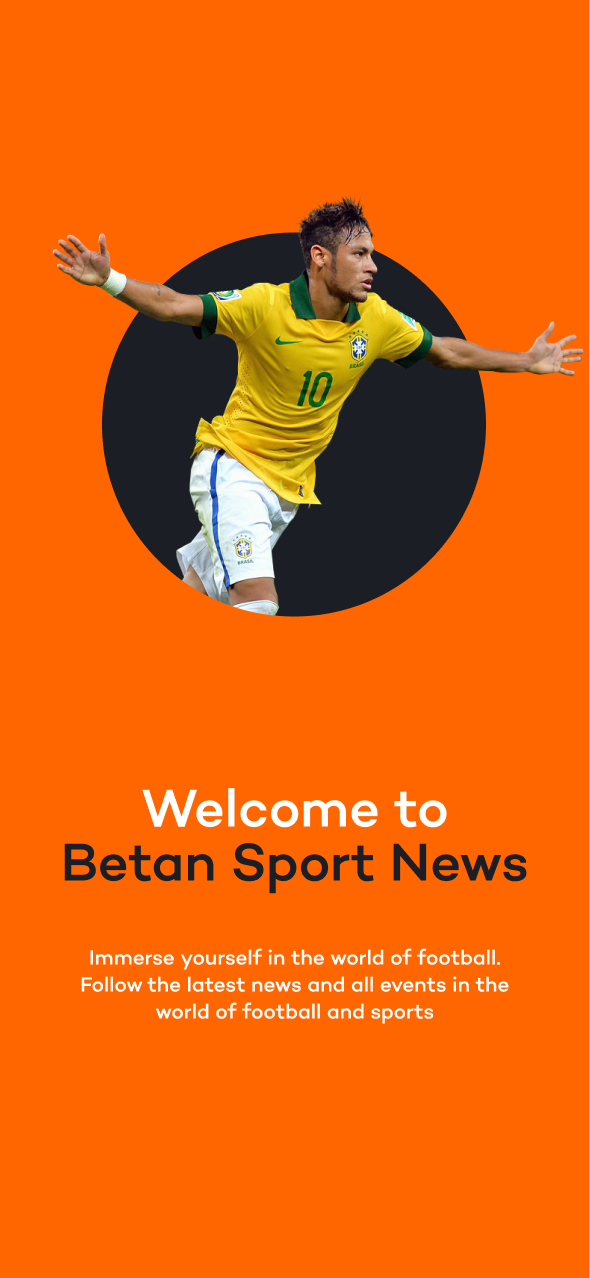 10
BRASIL
BRASIL
Welcome to
Betan Sport News
Immerse yourself in the world of football.
Follow the latest news and all events in the
world of football and sports